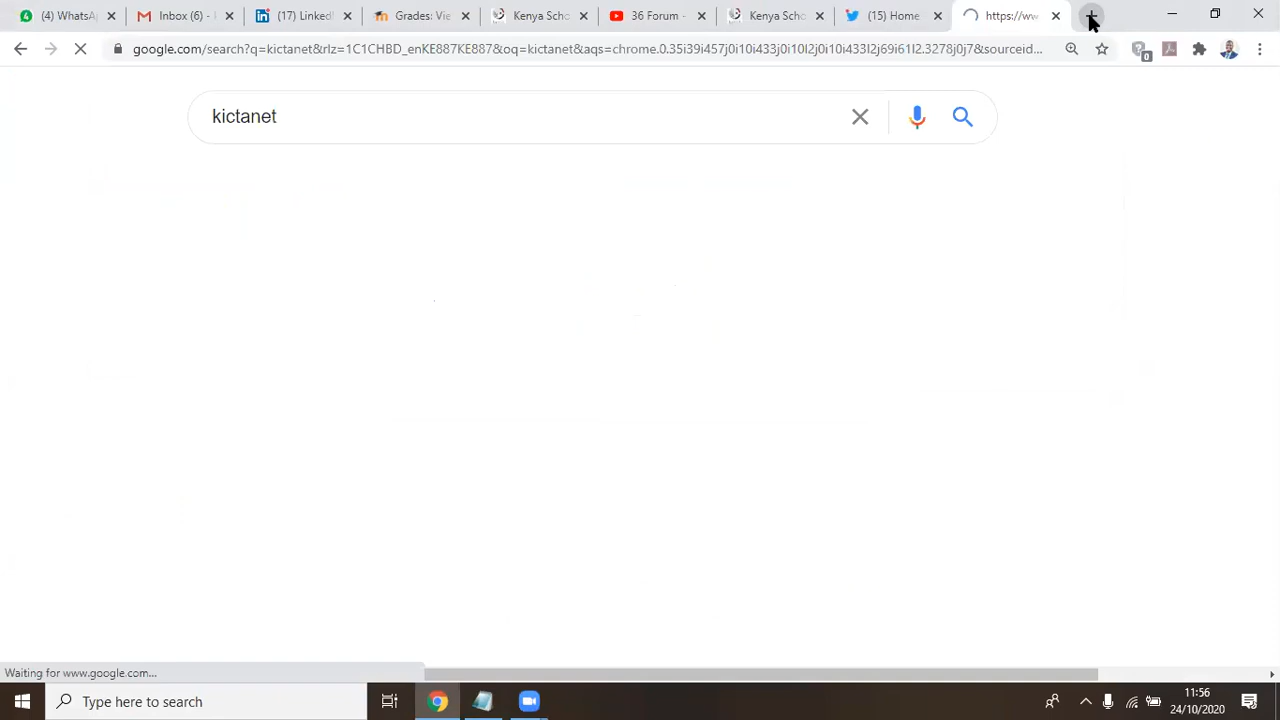 (4) WhatsA
Inbox (6) -
(17) LinkedI
Grades: Vie
Kenya Scho
36 Forum -
Kenya Scho
(15) Home
https://ww
google.com/search?q=kictanet&rlz=1C1CHBD_enKE887KE887&oq=kictanet&aqs=chrome.0.35i39i457j0i10i433j0i10l2j0i10i433l2j69i61l2.3278j0j7&sourceid...
0
kictanet
Waiting for www.google.com...
Type here to search
11:56
24/10/2020